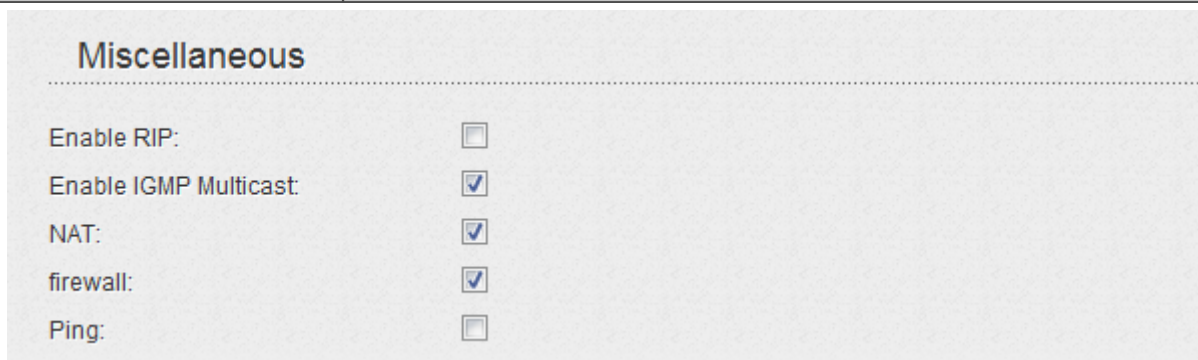 Miscellaneous
Enable RIP:
Enable IGMP Multicast:
NAT:
firewall:
Ping: